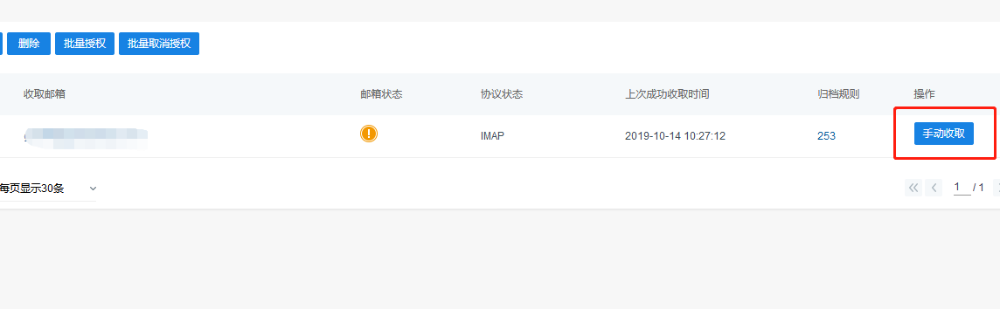 删除 批量授权 批量取消授权
收取邮箱 邮箱状态 协议状态 上次成功收取时间 归档规则 操作
IMAP 2019-10-14 10:27:12 253 手动收取
每页显示30条 1 / 1